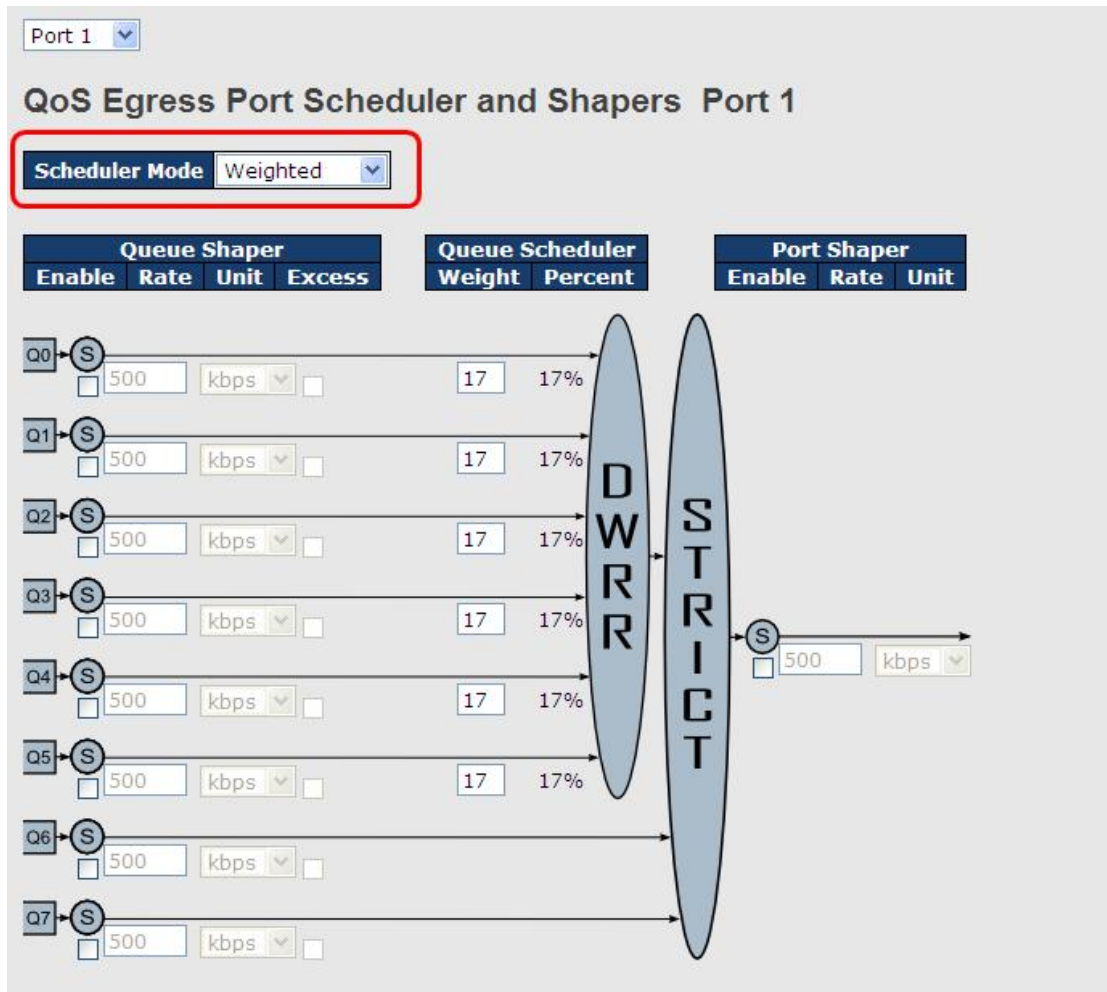 Port 1
QoS Egress Port Scheduler and Shapers Port 1
Scheduler Mode Weighted
Queue Shaper Queue Scheduler Port Shaper
Enable Rate Unit Excess Weight Percent Enable Rate Unit
Q0 S
500 kbps 17 17%
Q1 S
500 kbps 17 17%
Q2 S
500 kbps 17 17%
Q3 S
500 kbps 17 17%
Q4 S
500 kbps 17 17%
Q5 S
500 kbps 17 17%
Q6 S
500 kbps
Q7 S
500 kbps
DWRR
STRICT
S
500 kbps